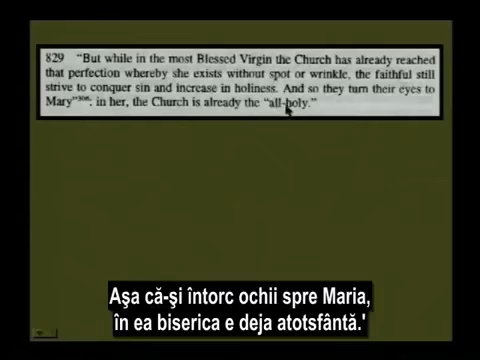 829 "But while in the most Blessed Virgin the Church has already reached
that perfection whereby she exists without spot or wrinkle, the faithful still
strive to conquer sin and increase in holiness. And so they turn their eyes to
Mary": in her, the Church is already the "all-holy."
Aşa că-şi întorc ochii spre Maria,
în ea biserica e deja atotsfântă.'